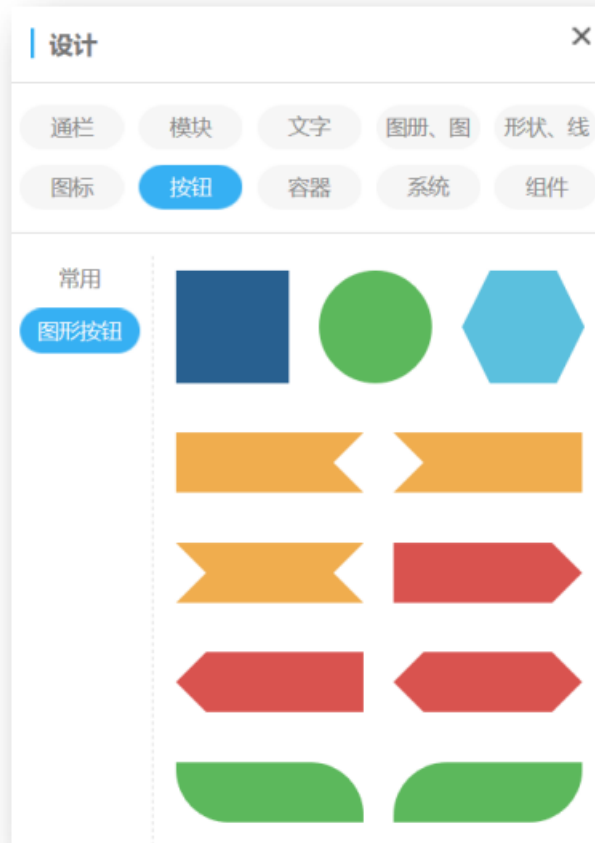 设计
通栏 模块 文字 图册、图 形状、线
图标 按钮 容器 系统 组件
常用
图形按钮